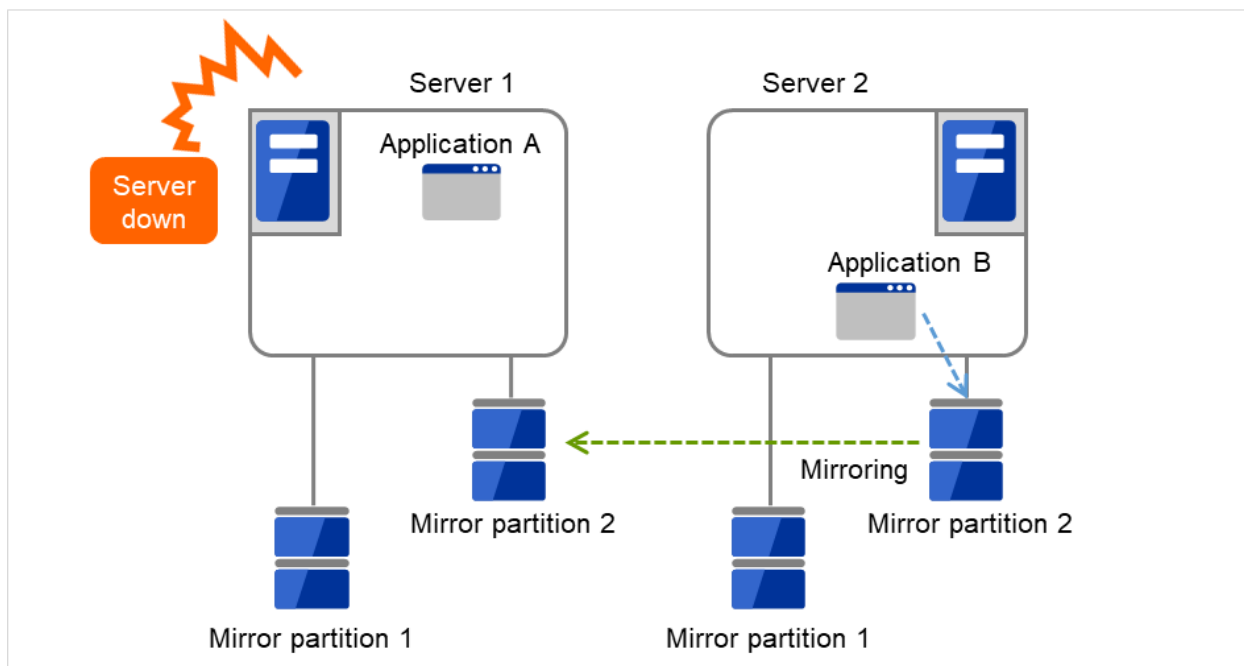 Server 1
Server 2
Application A
Server
down
Application B
Mirroring
Mirror partition 2
Mirror partition 2
Mirror partition 1
Mirror partition 1